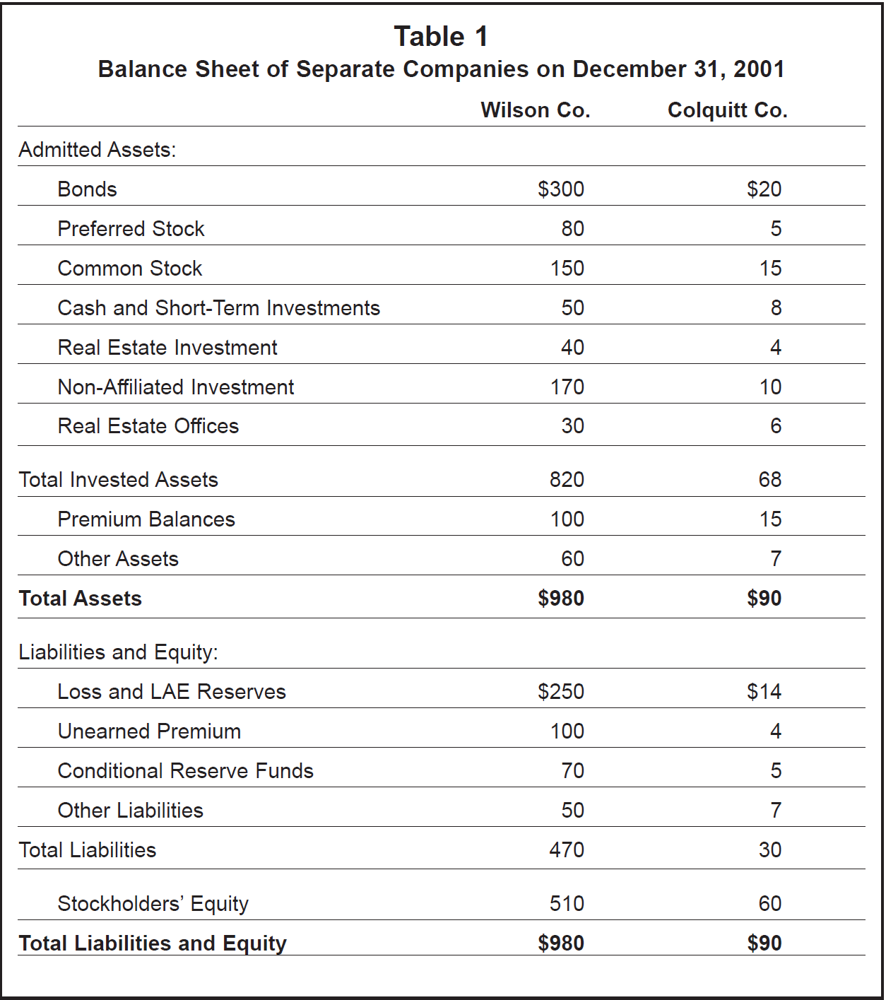 Table 1
Balance Sheet of Separate Companies on December 31, 2001
Wilson Co. Colquitt Co.
Admitted Assets:
Bonds $300 $20
Preferred Stock 80 5
Common Stock 150 15
Cash and Short-Term Investments 50 8
Real Estate Investment 40 4
Non-Affiliated Investment 170 10
Real Estate Offices 30 6
Total Invested Assets 820 68
Premium Balances 100 15
Other Assets 60 7
Total Assets $980 $90
Liabilities and Equity:
Loss and LAE Reserves $250 $14
Unearned Premium 100 4
Conditional Reserve Funds 70 5
Other Liabilities 50 7
Total Liabilities 470 30
Stockholders’ Equity 510 60
Total Liabilities and Equity $980 $90